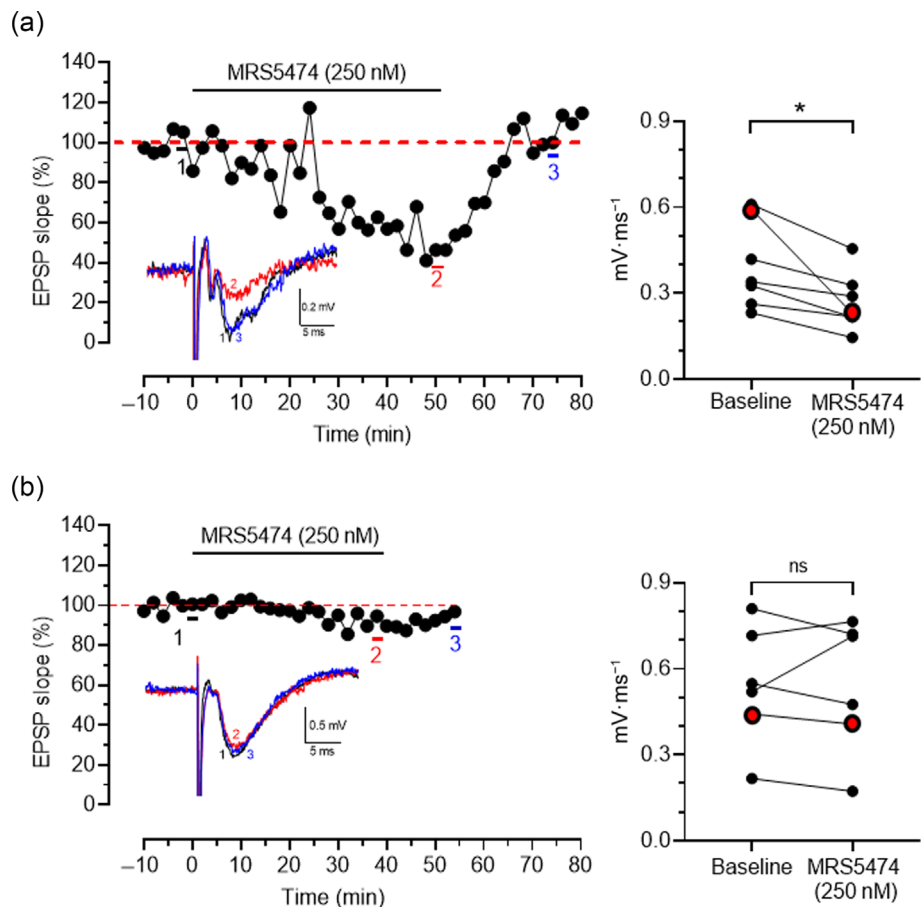 (a)
140
120
100
80
60
40
20
0
EPSP slope (%)
MRS5474 (250 nM)
1
2
3
2
1 3
0.2 mV
5 ms
–10 0 10 20 30 40 50 60 70 80
Time (min)
0.9
0.6
0.3
0.0
mV·ms⁻¹
*
Baseline MRS5474
(250 nM)
(b)
140
120
100
80
60
40
20
0
EPSP slope (%)
MRS5474 (250 nM)
1
2
3
2
1 3
0.5 mV
5 ms
–10 0 10 20 30 40 50 60 70 80
Time (min)
0.9
0.6
0.3
0.0
mV·ms⁻¹
ns
Baseline MRS5474
(250 nM)